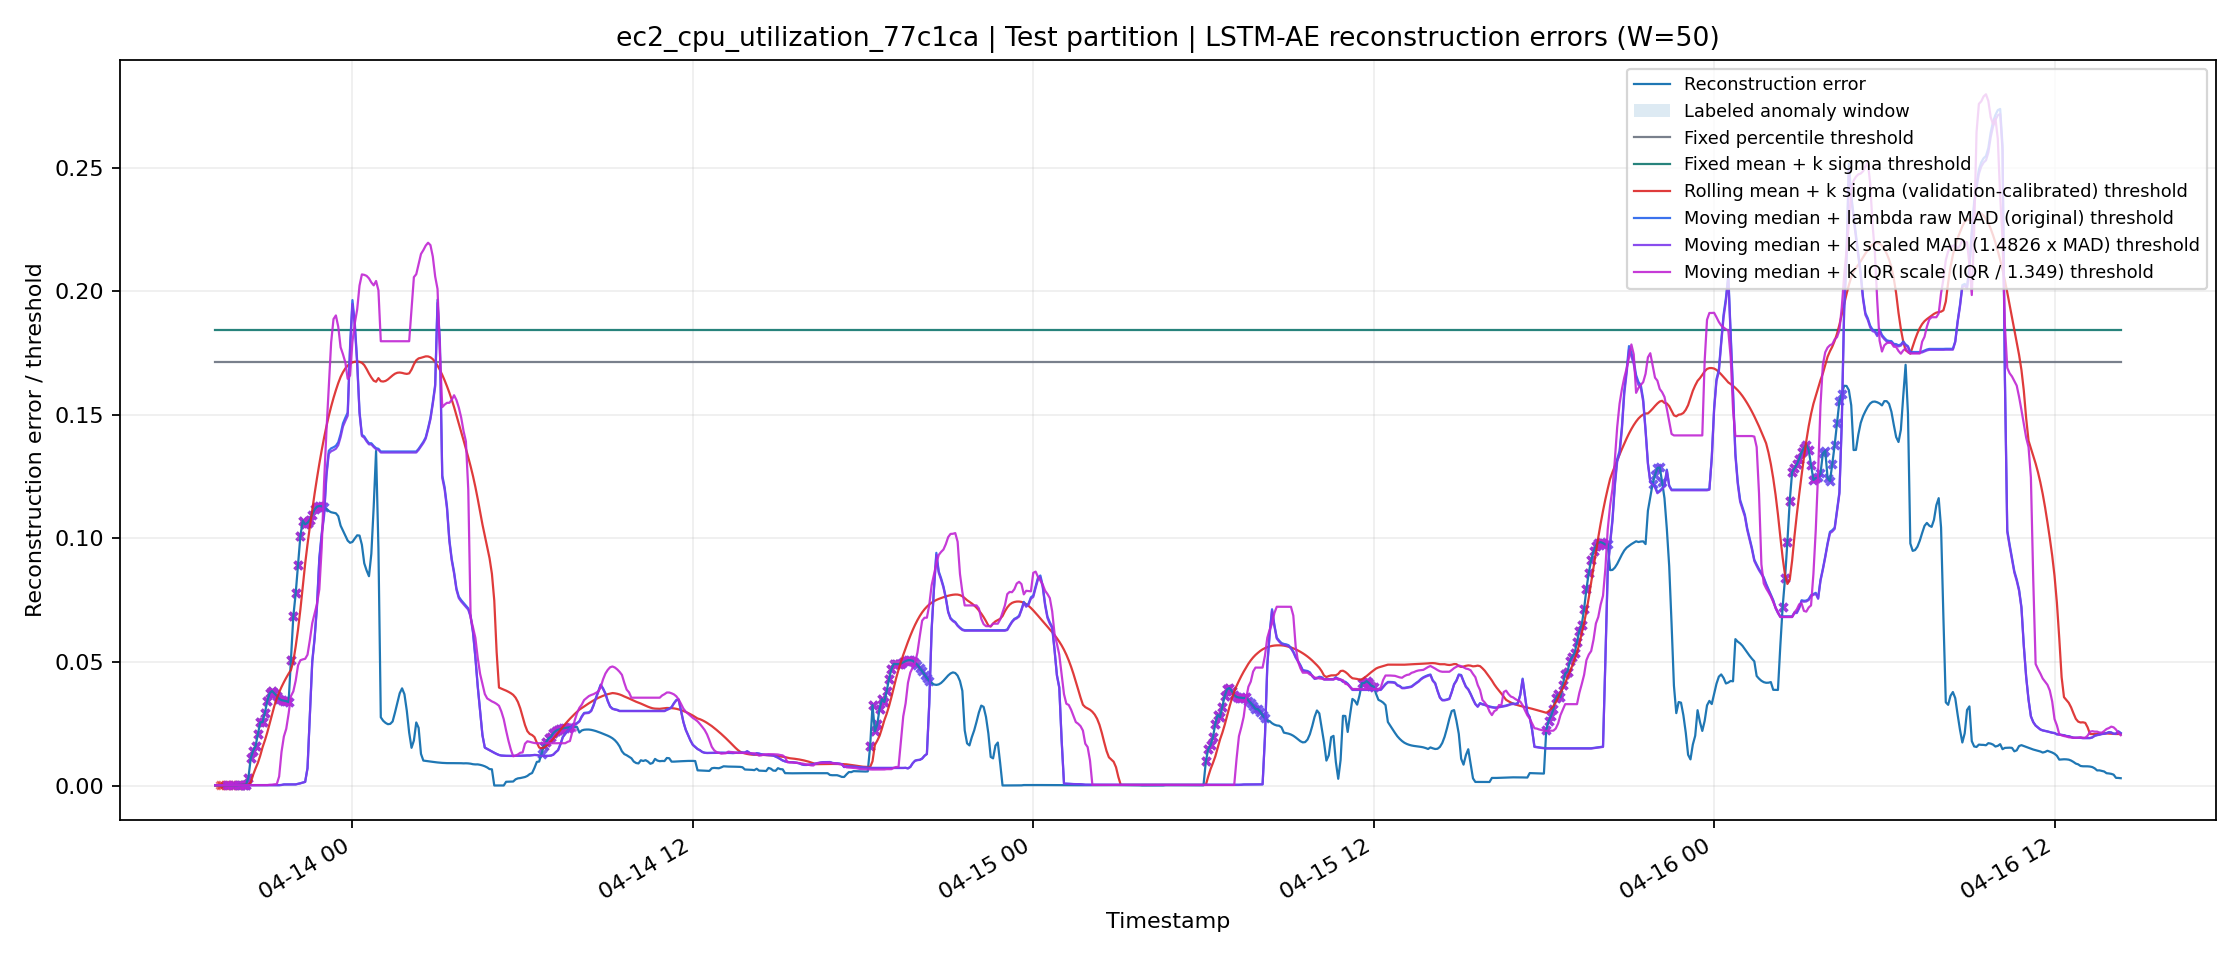 ec2_cpu_utilization_77c1ca | Test partition | LSTM-AE reconstruction errors (W=50)
Reconstruction error
Labeled anomaly window
Fixed percentile threshold
Fixed mean + k sigma threshold
Rolling mean + k sigma (validation-calibrated) threshold
Moving median + lambda raw MAD (original) threshold
Moving median + k scaled MAD (1.4826 x MAD) threshold
Moving median + k IQR scale (IQR / 1.349) threshold
Reconstruction error / threshold
0.25
0.20
0.15
0.10
0.05
0.00
04-14 00
04-14 12
04-15 00
04-15 12
04-16 00
04-16 12
Timestamp